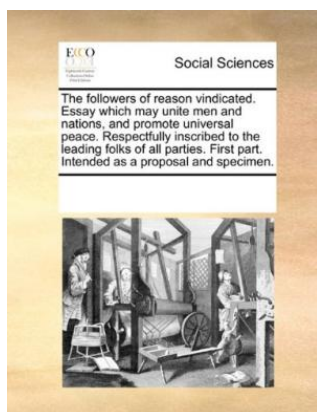 ECCO
Social Sciences
The followers of reason vindicated.
Essay which may unite men and
nations, and promote universal
peace. Respectfully inscribed to the
leading folks of all parties. First part.
Intended as a proposal and specimen.